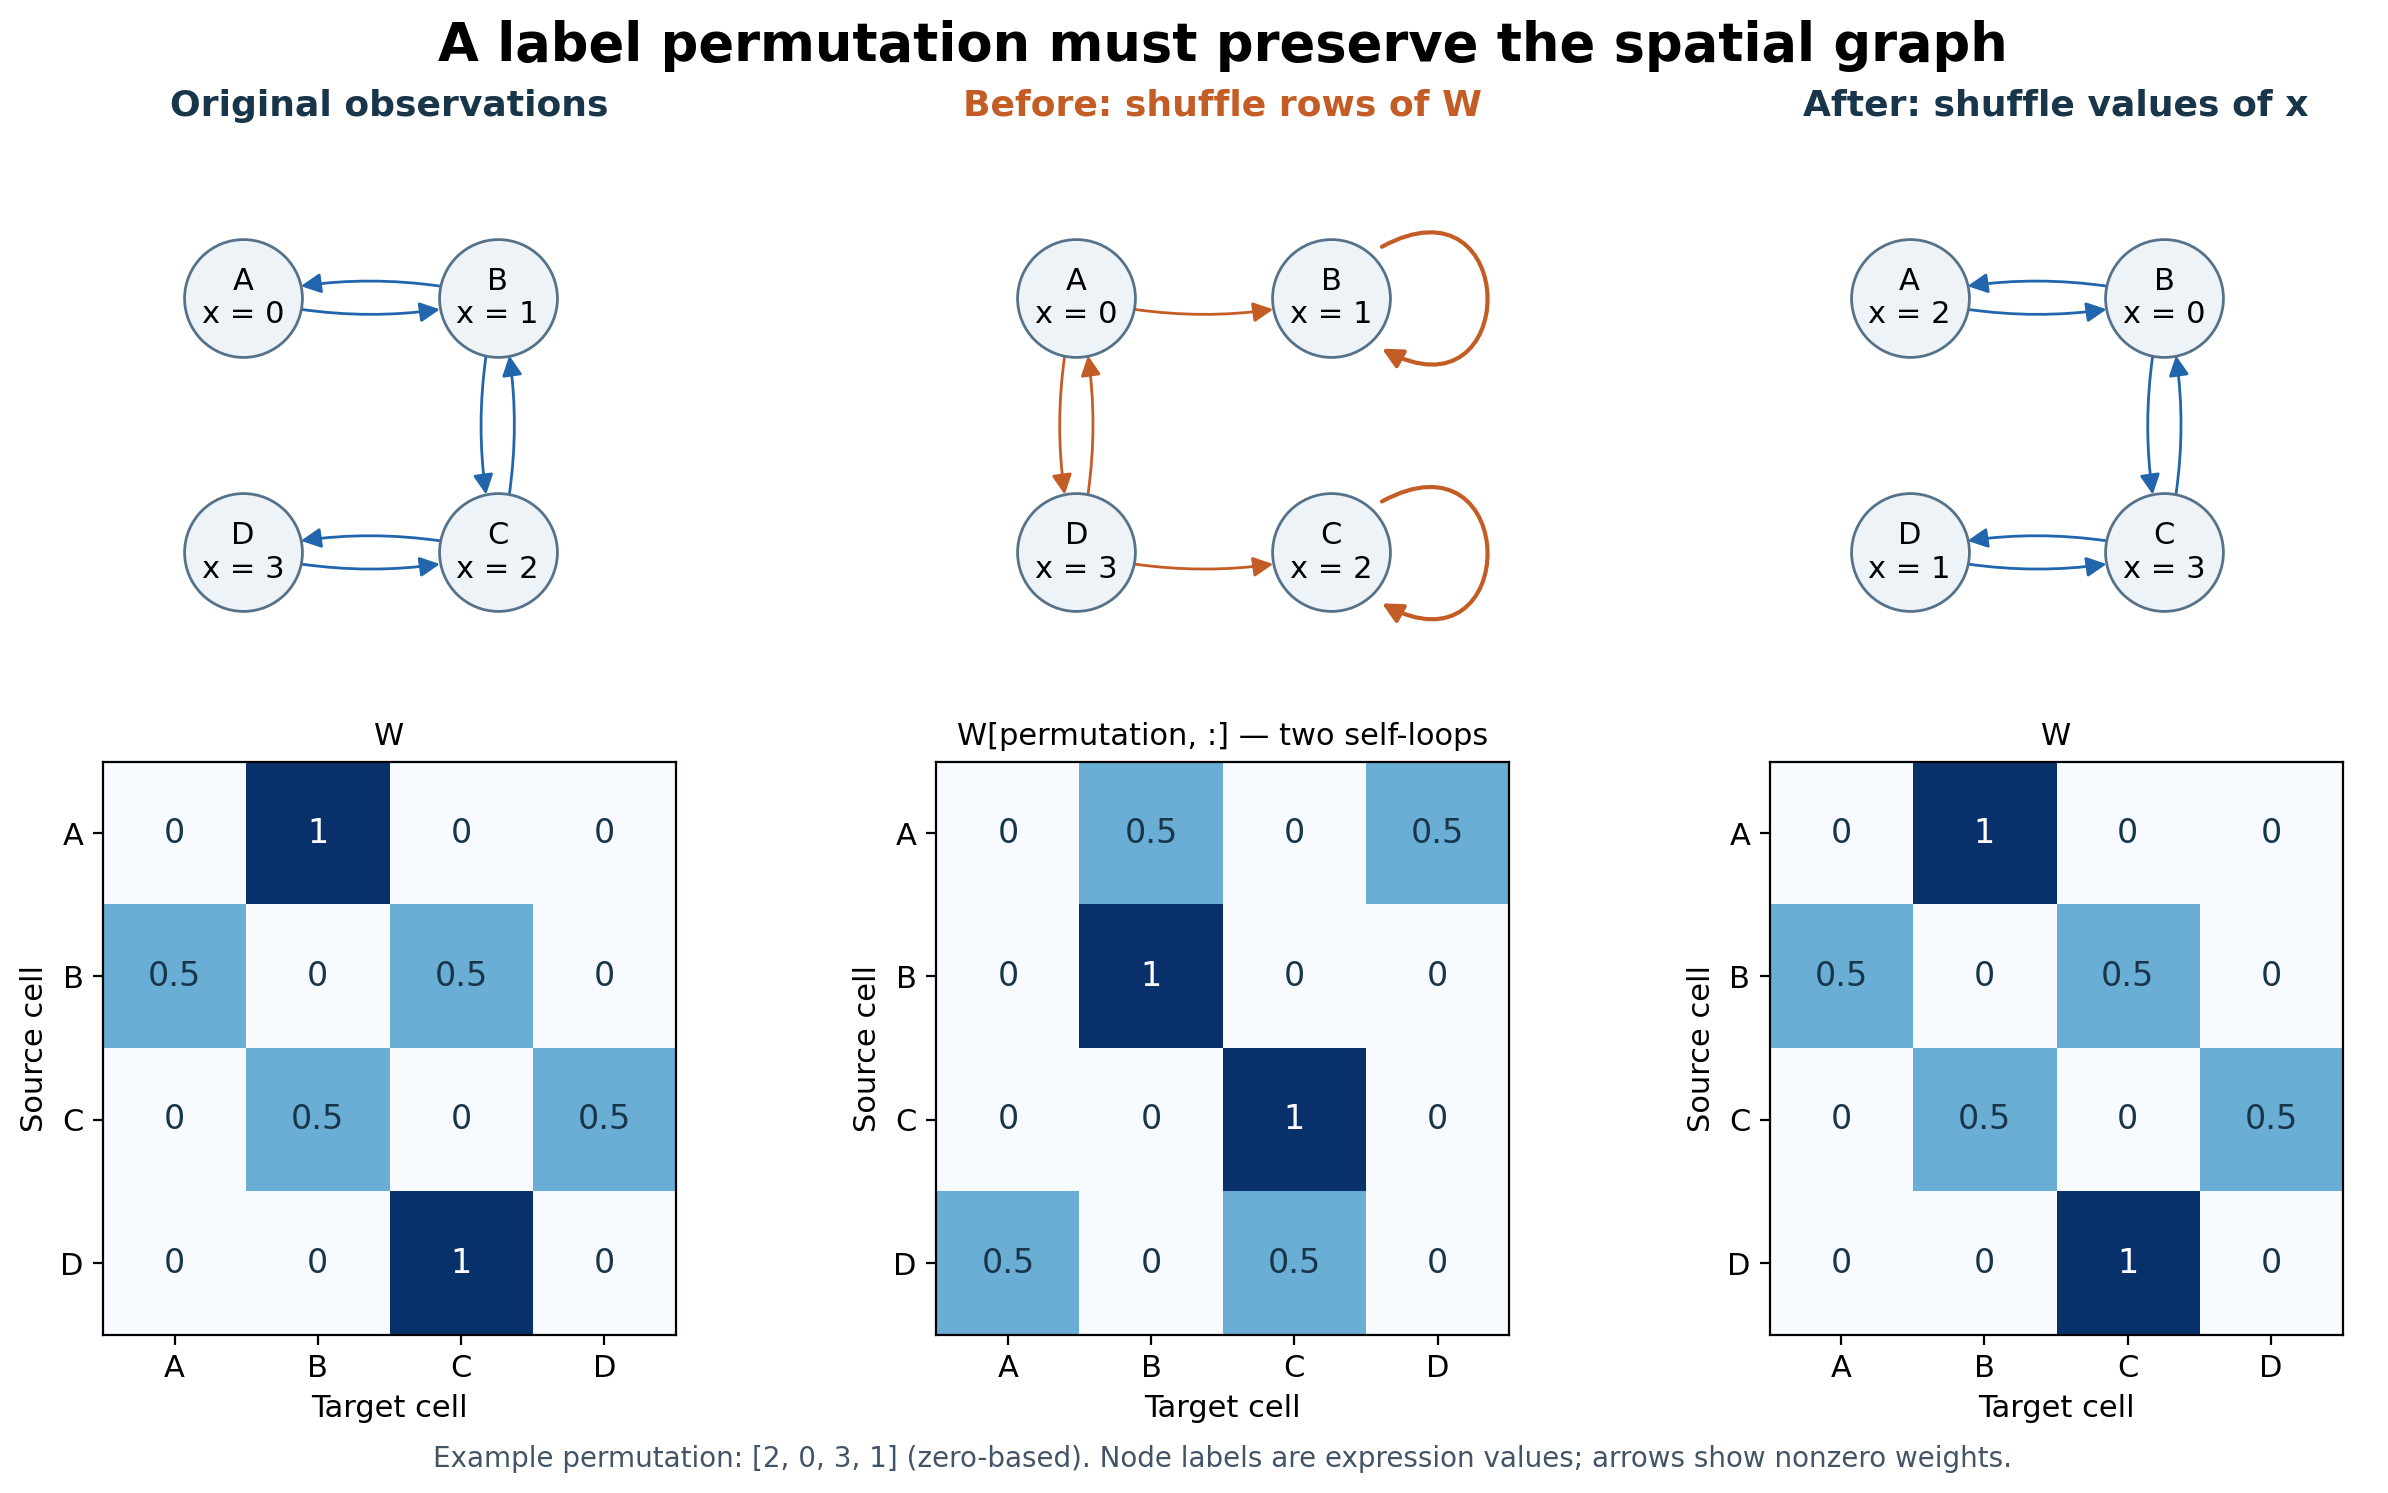 A label permutation must preserve the spatial graph
Original observations
A
x = 0
B
x = 1
D
x = 3
C
x = 2
W
A 0 1 0 0
B 0.5 0 0.5 0
C 0 0.5 0 0.5
D 0 0 1 0
Source cell
A B C D
Target cell
Before: shuffle rows of W
A
x = 0
B
x = 1
D
x = 3
C
x = 2
W[permutation, :] — two self-loops
A 0 0.5 0 0.5
B 0 1 0 0
C 0 0 1 0
D 0.5 0 0.5 0
Source cell
A B C D
Target cell
After: shuffle values of x
A
x = 2
B
x = 0
D
x = 1
C
x = 3
W
A 0 1 0 0
B 0.5 0 0.5 0
C 0 0.5 0 0.5
D 0 0 1 0
Source cell
A B C D
Target cell
Example permutation: [2, 0, 3, 1] (zero-based). Node labels are expression values; arrows show nonzero weights.